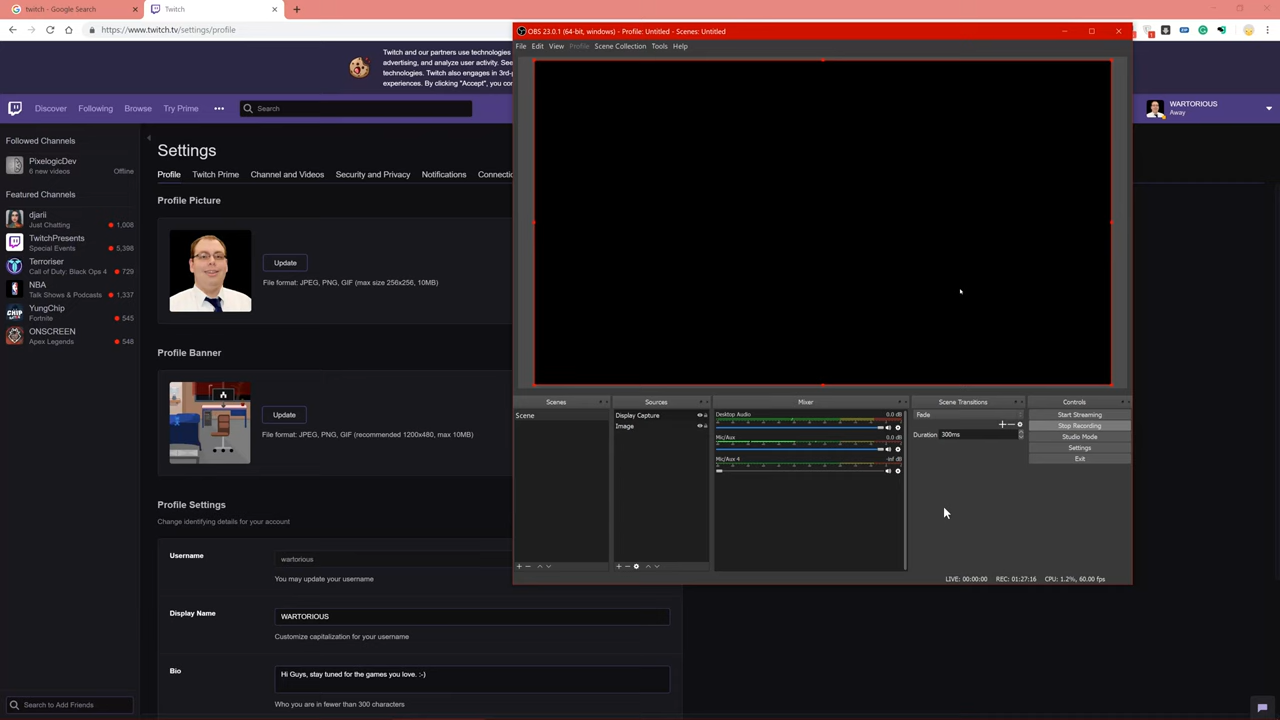 twitch - Google Search
Twitch
https://www.twitch.tv/settings/profile
Twitch and our partners use technologies
advertising, and analyze user activity. Se
technologies. Twitch also engages in 3rd-p
experiences. By clicking "Accept", you con
Discover
Following
Browse
Try Prime
Search
WARTORIOUS
Away
Followed Channels
PixelogicDev
6 new videos
Offline
Featured Channels
djarii
Just Chatting
1,008
TwitchPresents
Special Events
5,398
Terroriser
Call of Duty: Black Ops 4
729
NBA
Talk Shows & Podcasts
1,337
YungChip
Fortnite
545
ONSCREEN
Apex Legends
548
Search to Add Friends
Settings
Profile
Twitch Prime
Channel and Videos
Security and Privacy
Notifications
Connectio
Profile Picture
Update
File format: JPEG, PNG, GIF (max size 256x256, 10MB)
Profile Banner
Update
File format: JPEG, PNG, GIF (recommended 1200x480, max 10MB)
Profile Settings
Change identifying details for your account
Username
wartorious
You may update your username
Display Name
WARTORIOUS
Customize capitalization for your username
Bio
Hi Guys, stay tuned for the games you love. :-)
Who you are in fewer than 300 characters
OBS 23.0.1 (64-bit, windows) - Profile: Untitled - Scenes: Untitled
File
Edit
View
Profile
Scene Collection
Tools
Help
Scenes
Scene
Sources
Display Capture
Image
Mixer
Desktop Audio
0.0 dB
Mic/Aux
0.0 dB
Mic/Aux 4
-inf dB
Scene Transitions
Fade
Duration
300ms
Controls
Start Streaming
Stop Recording
Studio Mode
Settings
Exit
LIVE: 00:00:00
REC: 01:27:16
CPU: 1.2%, 60.00 fps